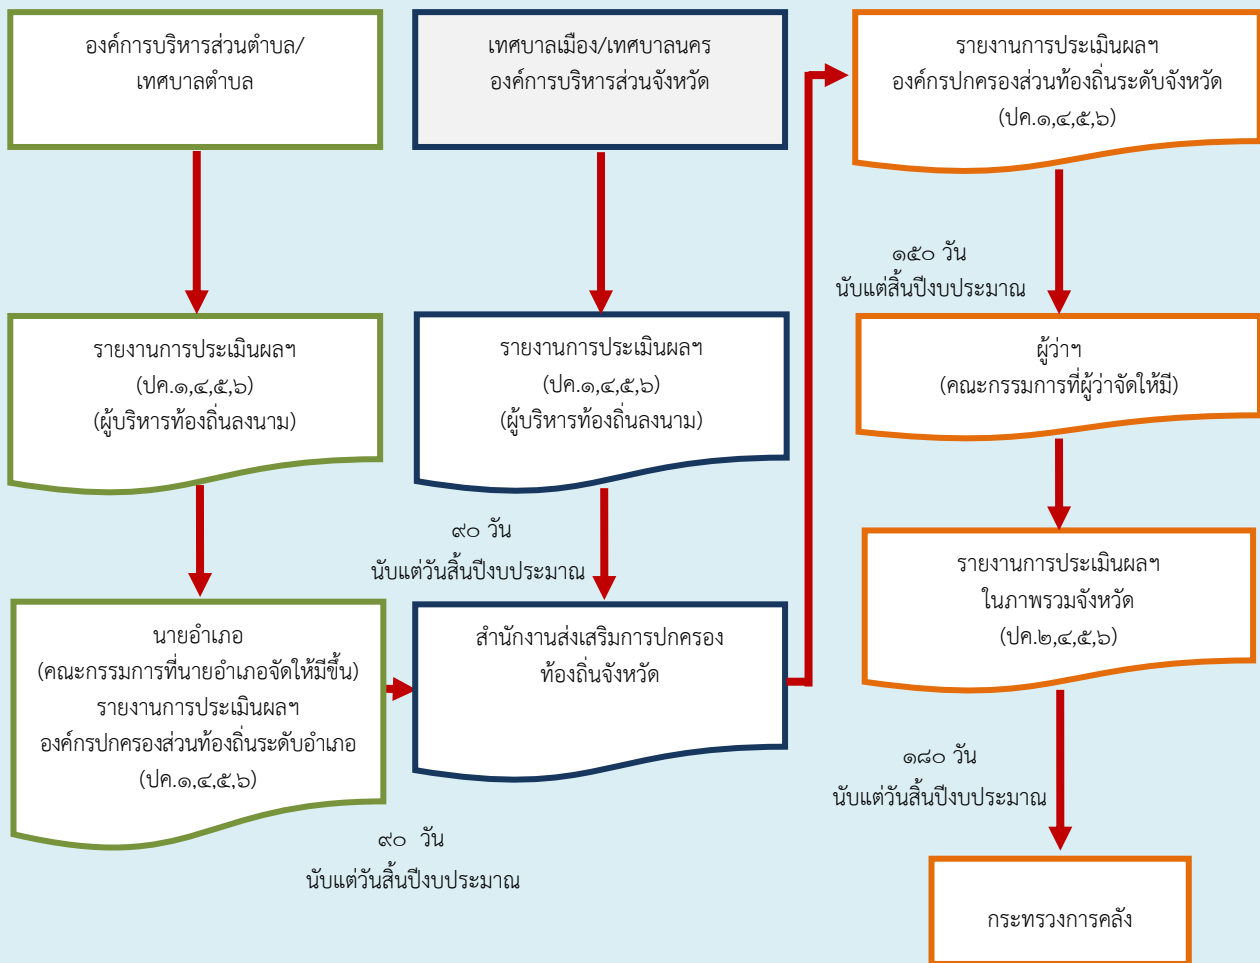 องค์การบริหารส่วนตำบล/
เทศบาลตำบล
รายงานการประเมินผลฯ
(ปค.๑,๔,๕,๖)
(ผู้บริหารท้องถิ่นลงนาม)
นายอำเภอ
(คณะกรรมการที่นายอำเภอจัดให้มีขึ้น)
รายงานการประเมินผลฯ
องค์กรปกครองส่วนท้องถิ่นระดับอำเภอ
(ปค.๑,๔,๕,๖)
๙๐ วัน
นับแต่วันสิ้นปีงบประมาณ
เทศบาลเมือง/เทศบาลนคร
องค์การบริหารส่วนจังหวัด
รายงานการประเมินผลฯ
(ปค.๑,๔,๕,๖)
(ผู้บริหารท้องถิ่นลงนาม)
๙๐ วัน
นับแต่วันสิ้นปีงบประมาณ
สำนักงานส่งเสริมการปกครอง
ท้องถิ่นจังหวัด
รายงานการประเมินผลฯ
องค์กรปกครองส่วนท้องถิ่นระดับจังหวัด
(ปค.๑,๔,๕,๖)
๑๕๐ วัน
นับแต่สิ้นปีงบประมาณ
ผู้ว่าฯ
(คณะกรรมการที่ผู้ว่าจัดให้มี)
รายงานการประเมินผลฯ
ในภาพรวมจังหวัด
(ปค.๒,๔,๕,๖)
๑๘๐ วัน
นับแต่วันสิ้นปีงบประมาณ
กระทรวงการคลัง